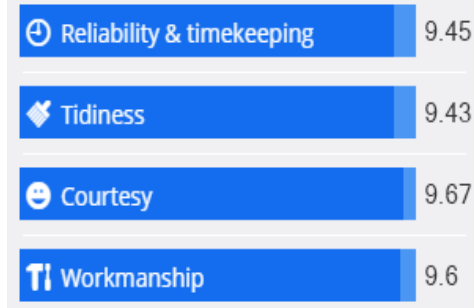 Reliability & timekeeping 9.45
Tidiness 9.43
Courtesy 9.67
Workmanship 9.6